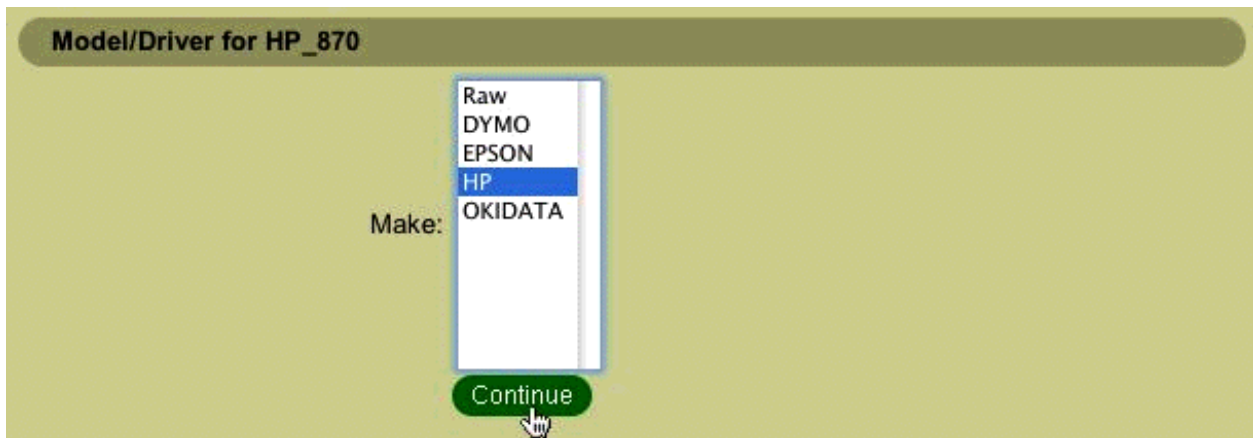 Model/Driver for HP_870
Raw
DYMO
EPSON
HP
OKIDATA
Make:
Continue